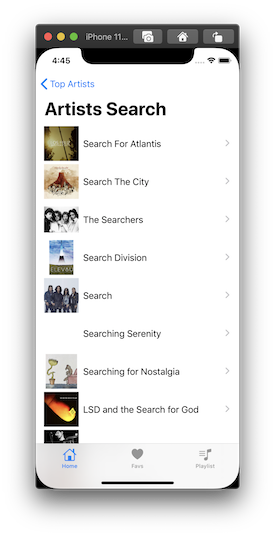 iPhone 11...
4:45
Top Artists
Artists Search
Search For Atlantis
Search The City
The Searchers
Search Division
Search
Searching Serenity
Searching for Nostalgia
LSD and the Search for God
Home
Favs
Playlist